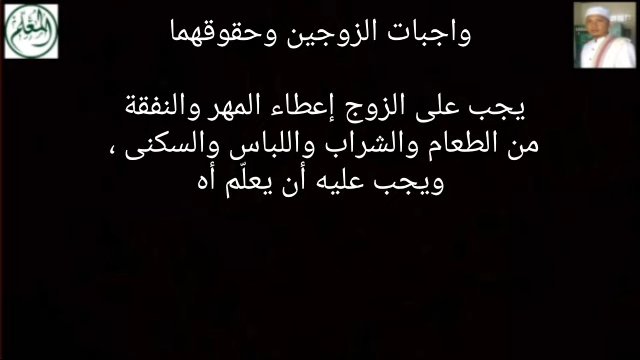 واجبات الزوجين وحقوقهما
يجب على الزوج إعطاء المهر والنفقة
من الطعام والشراب واللباس والسكنى ،
ويجب عليه أن يعلّم أه